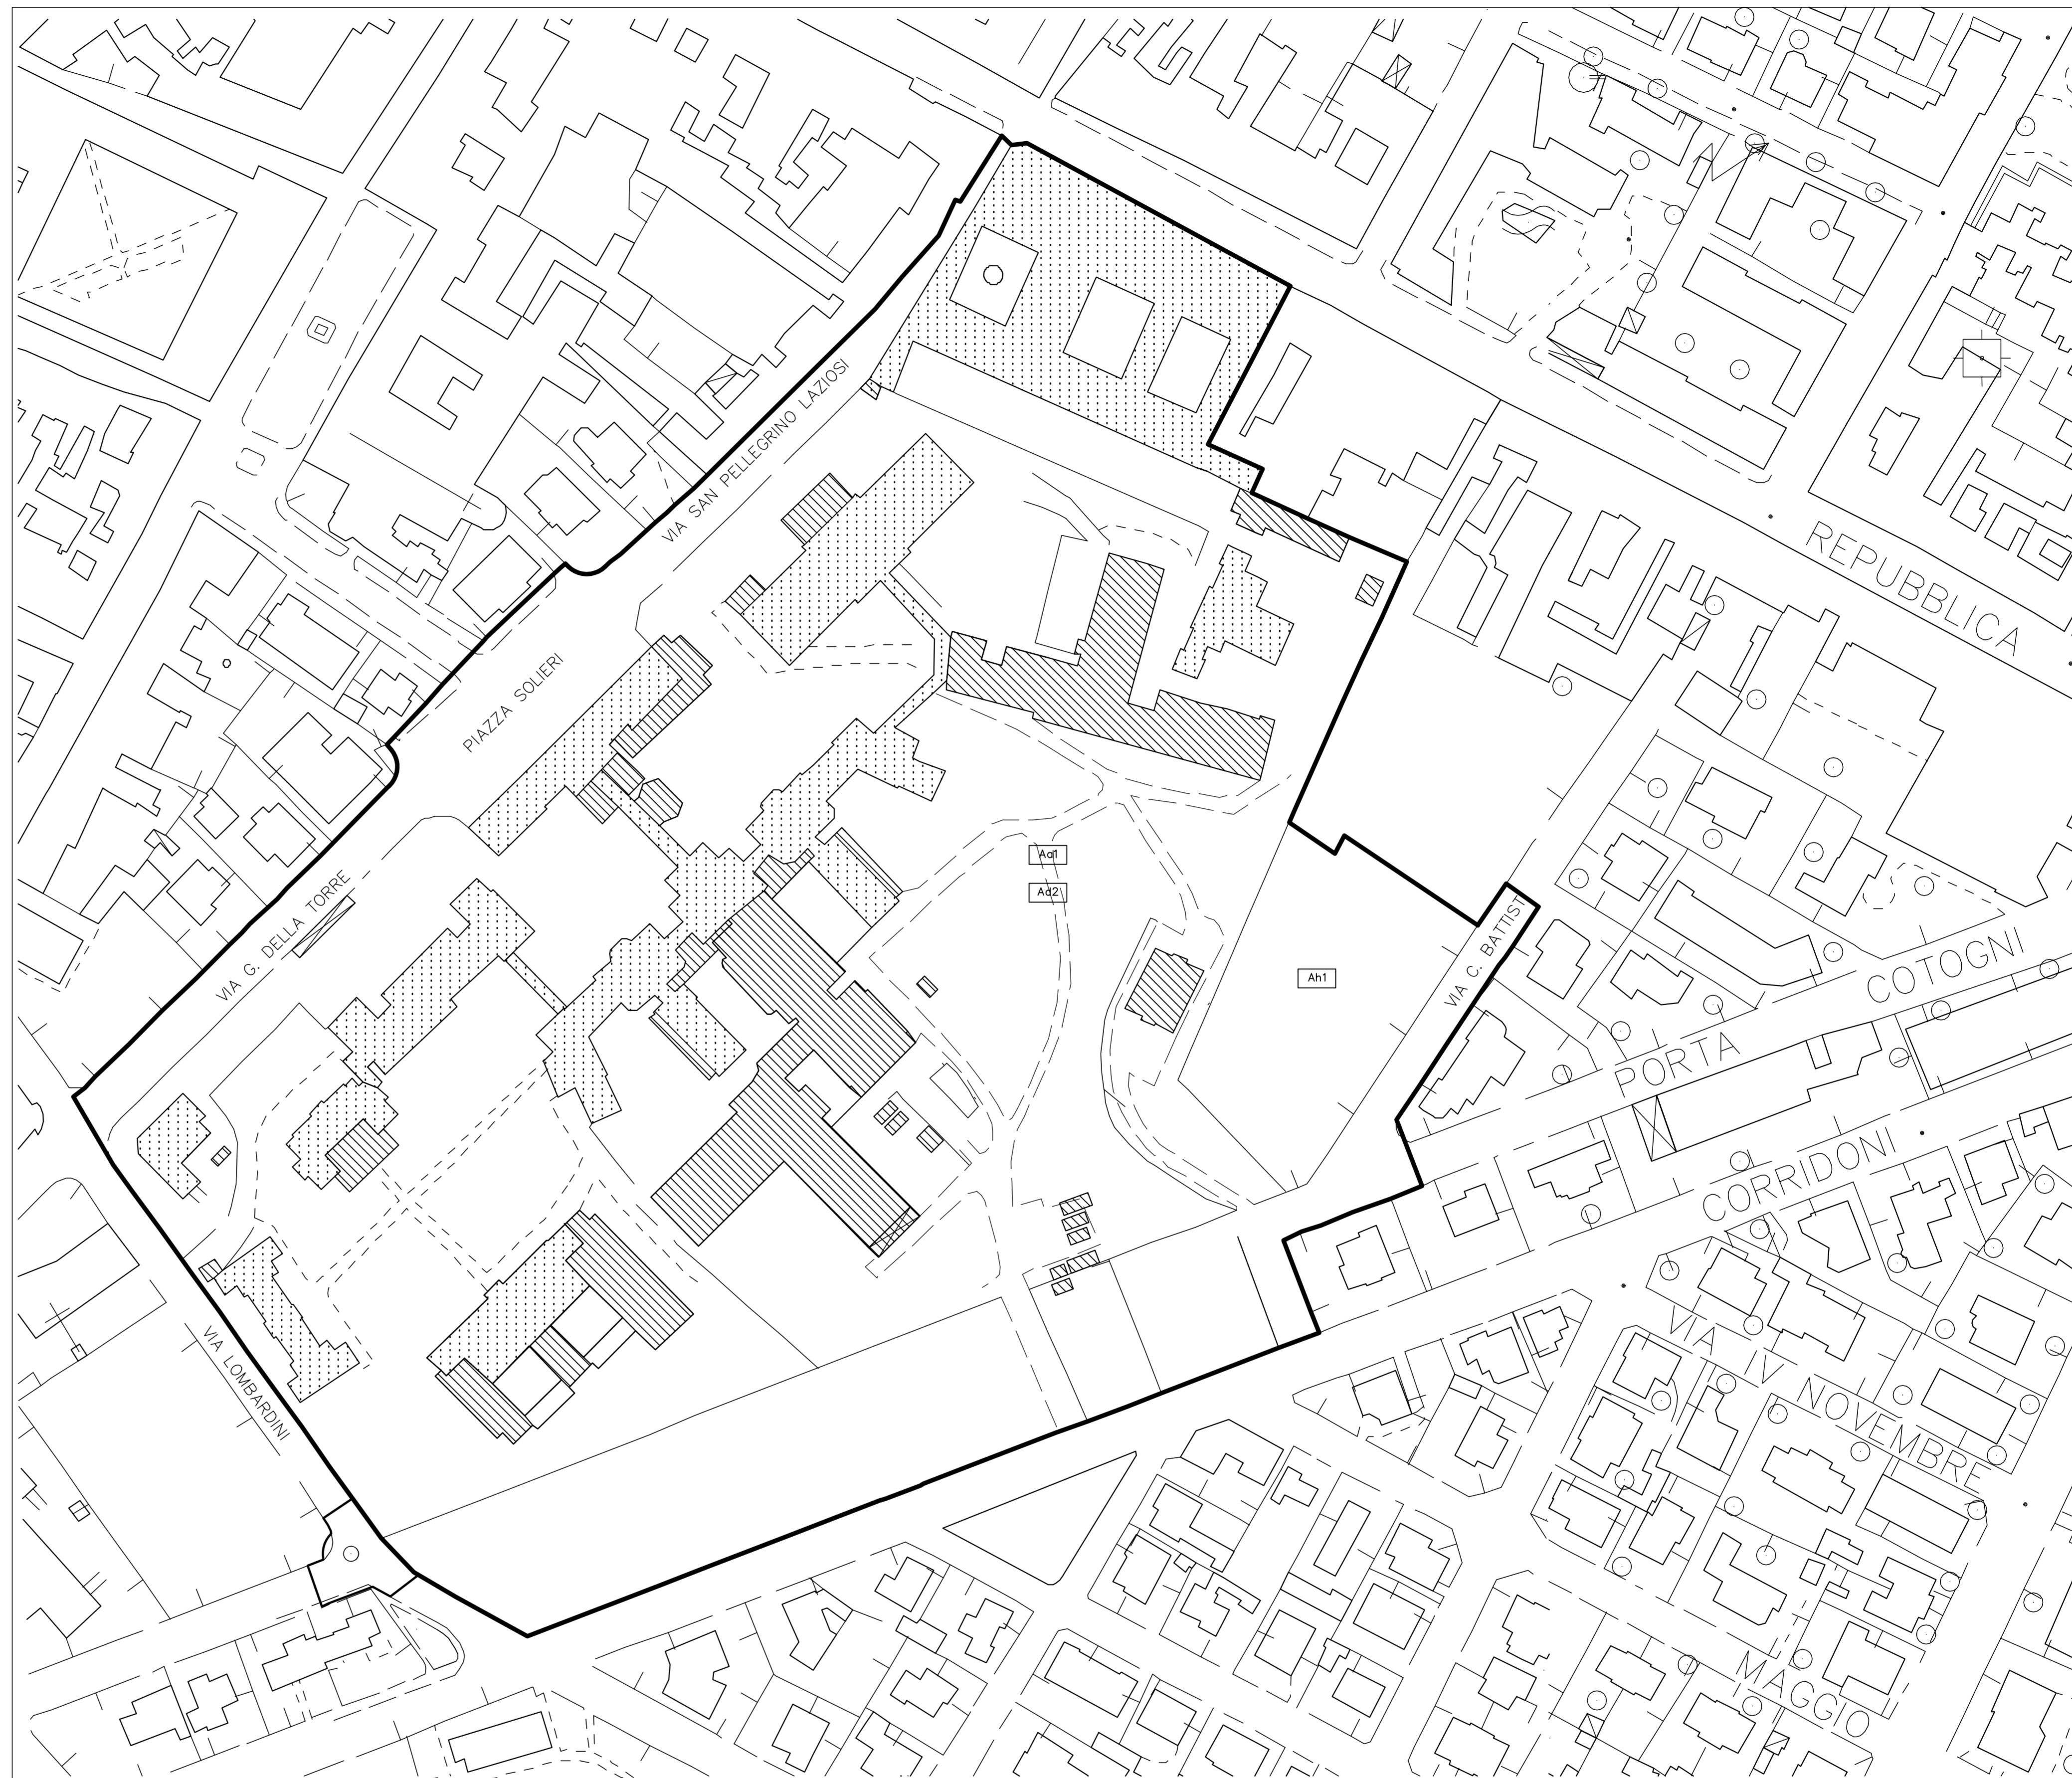 VIA SAN PELLEGRINO LAZIOSI
REPUBBLICA
PIAZZA SOLIERI
Aa1
Ad2
VIA G. DELLA TORRE
VIA C. BATTIST
Ah1
COTOGNI
PORTA
CORRIDONI
VIA LOMBARDINI
VIA IV NOVEMBRE
MAGGIO